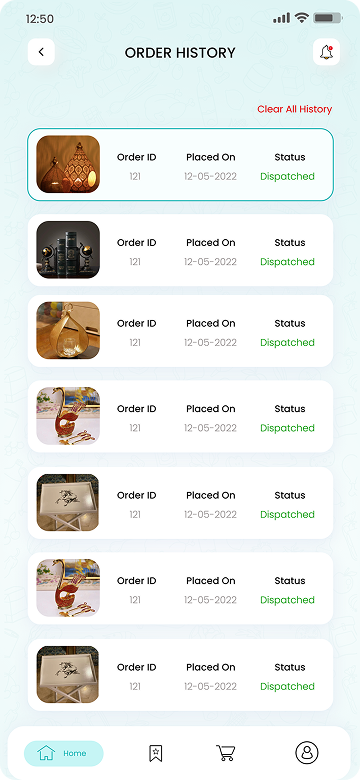 12:50
ORDER HISTORY
Clear All History
Order ID Placed On Status
121 12-05-2022 Dispatched
Order ID Placed On Status
121 12-05-2022 Dispatched
Order ID Placed On Status
121 12-05-2022 Dispatched
Order ID Placed On Status
121 12-05-2022 Dispatched
Order ID Placed On Status
121 12-05-2022 Dispatched
Order ID Placed On Status
121 12-05-2022 Dispatched
Order ID Placed On Status
121 12-05-2022 Dispatched
Home